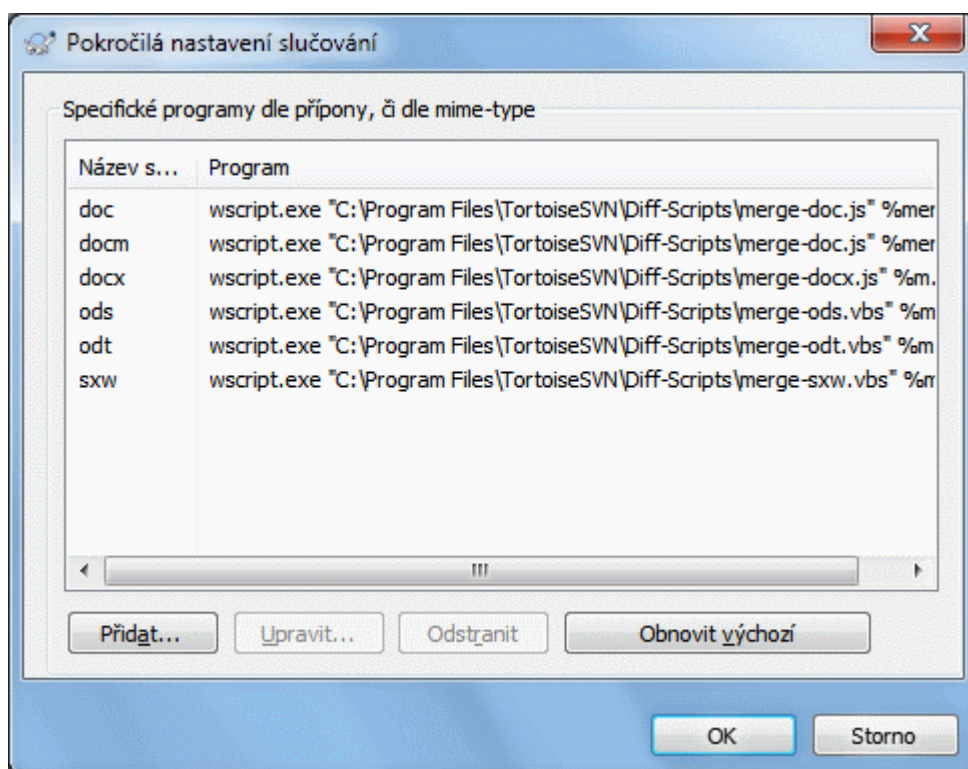 Pokročilá nastavení slučování
Specifické programy dle přípony, či dle mime-type
Název s... Program
doc wscript.exe "C:\Program Files\TortoiseSVN\Diff-Scripts\merge-doc.js" %mer
docm wscript.exe "C:\Program Files\TortoiseSVN\Diff-Scripts\merge-doc.js" %mer
docx wscript.exe "C:\Program Files\TortoiseSVN\Diff-Scripts\merge-docx.js" %m.
ods wscript.exe "C:\Program Files\TortoiseSVN\Diff-Scripts\merge-ods.vbs" %m
odt wscript.exe "C:\Program Files\TortoiseSVN\Diff-Scripts\merge-odt.vbs" %m
sxw wscript.exe "C:\Program Files\TortoiseSVN\Diff-Scripts\merge-sxw.vbs" %m
Přidat... Upravit... Odstranit Obnovit výchozí
OK Storno